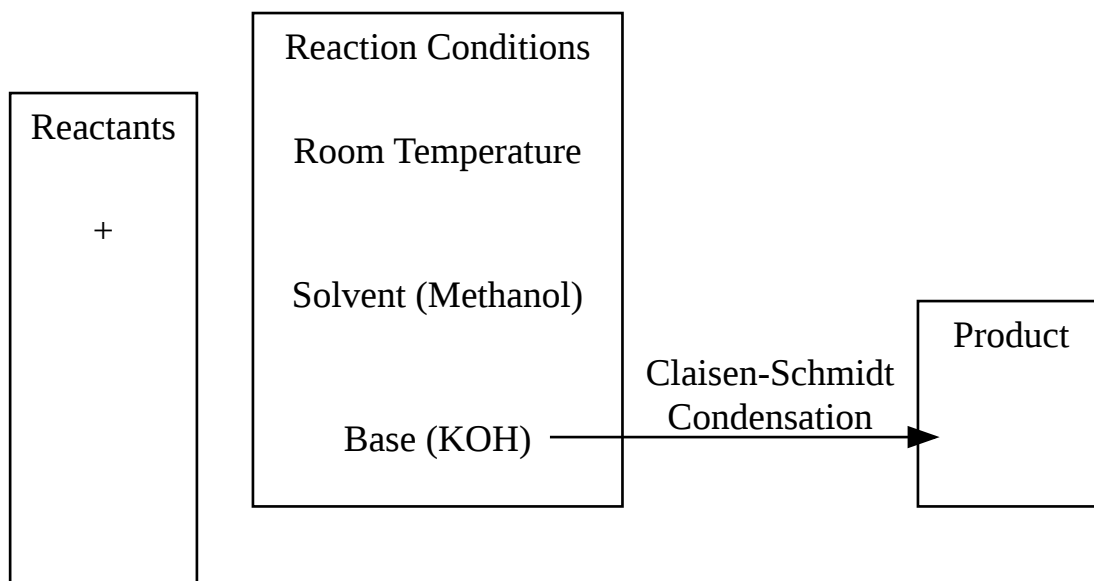 Reactants
+
Reaction Conditions
Room Temperature
Solvent (Methanol)
Base (KOH)
Claisen-Schmidt
Condensation
Product